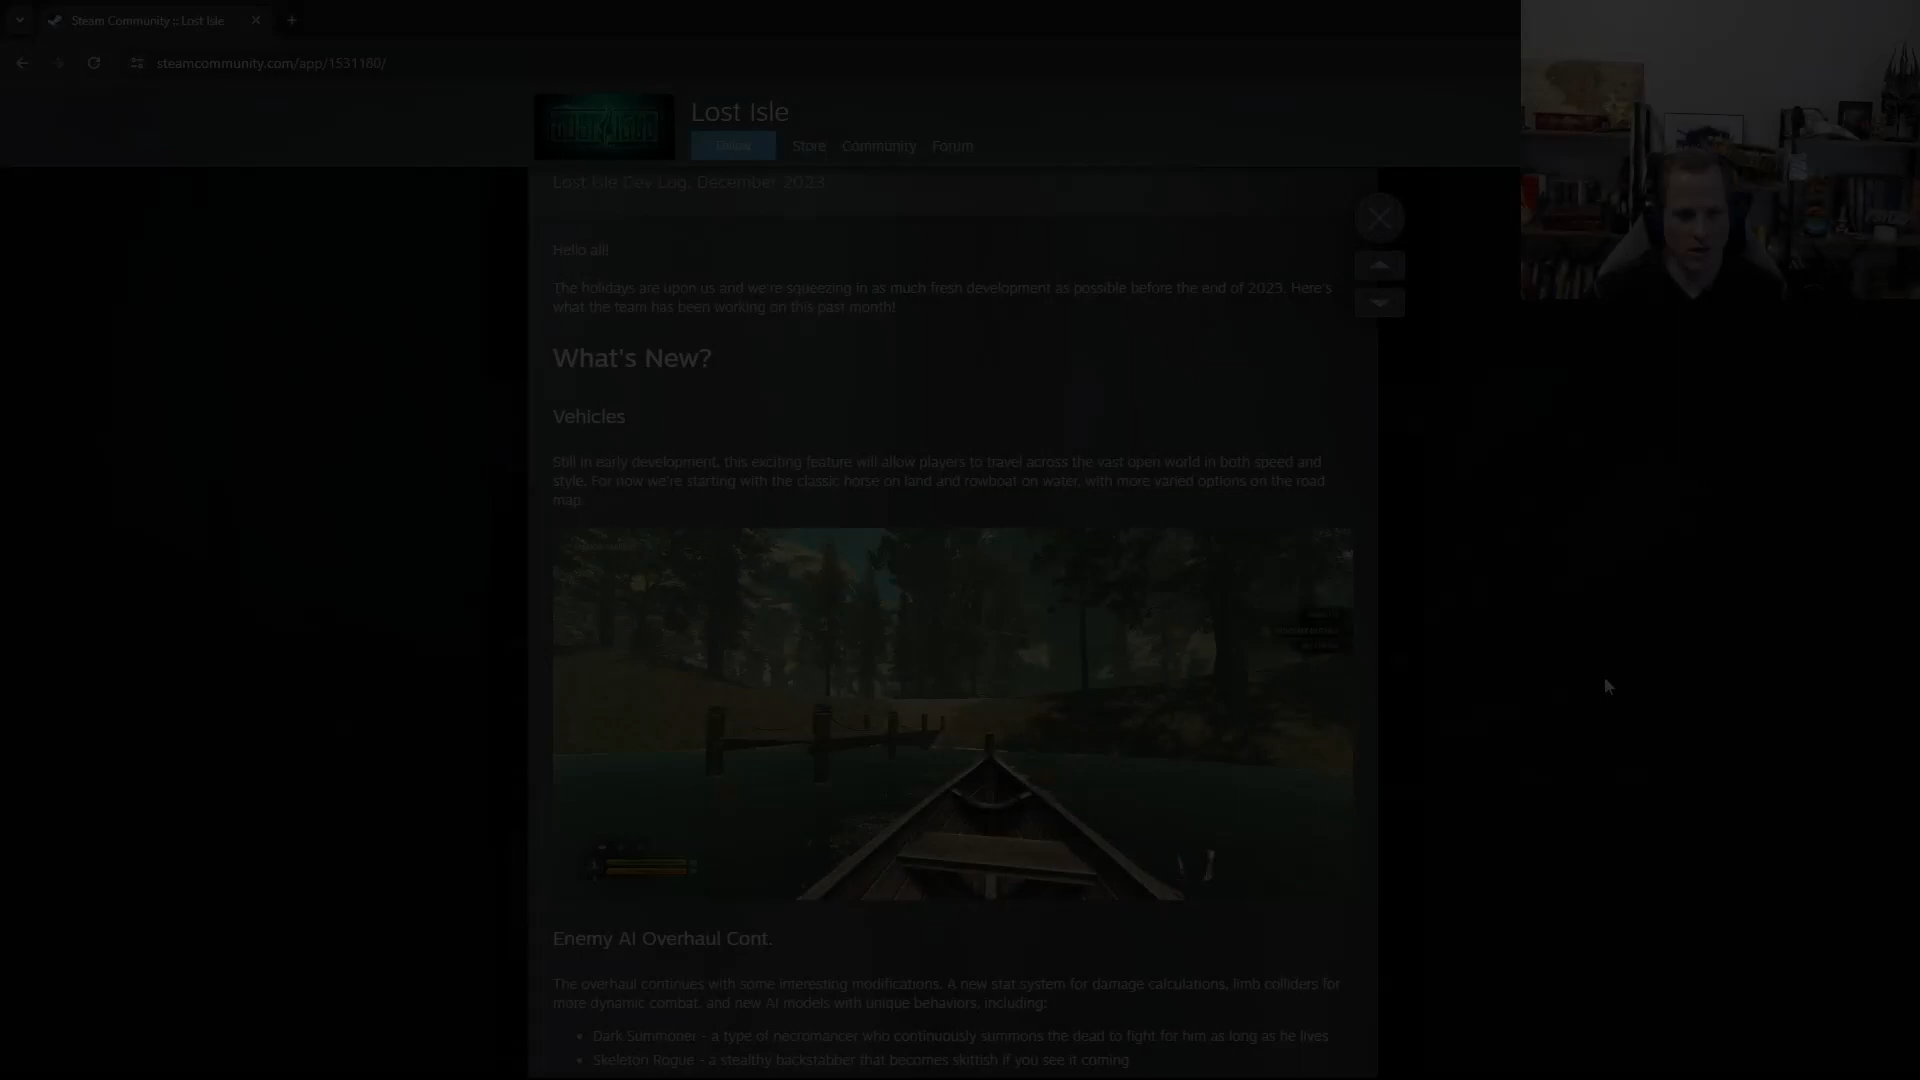 Steam Community :: Lost Isle
steamcommunity.com/app/1531180/
Lost Isle
Follow
Store
Community
Forum
Lost Isle Dev Log, December 2023
Hello all!
The holidays are upon us and we're squeezing in as much fresh development as possible before the end of 2023. Here's
what the team has been working on this past month!
What's New?
Vehicles
Still in early development, this exciting feature will allow players to travel across the vast open world in both speed and
style. For now we're starting with the classic horse on land and rowboat on water, with more varied options on the road
map.
Enemy AI Overhaul Cont.
The overhaul continues with some interesting modifications. A new stat system for damage calculations, limb colliders for
more dynamic combat, and new AI models with unique behaviors, including:
• Dark Summoner - a type of necromancer who continuously summons the dead to fight for him as long as he lives
• Skeleton Rogue - a stealthy backstabber that becomes skittish if you see it coming